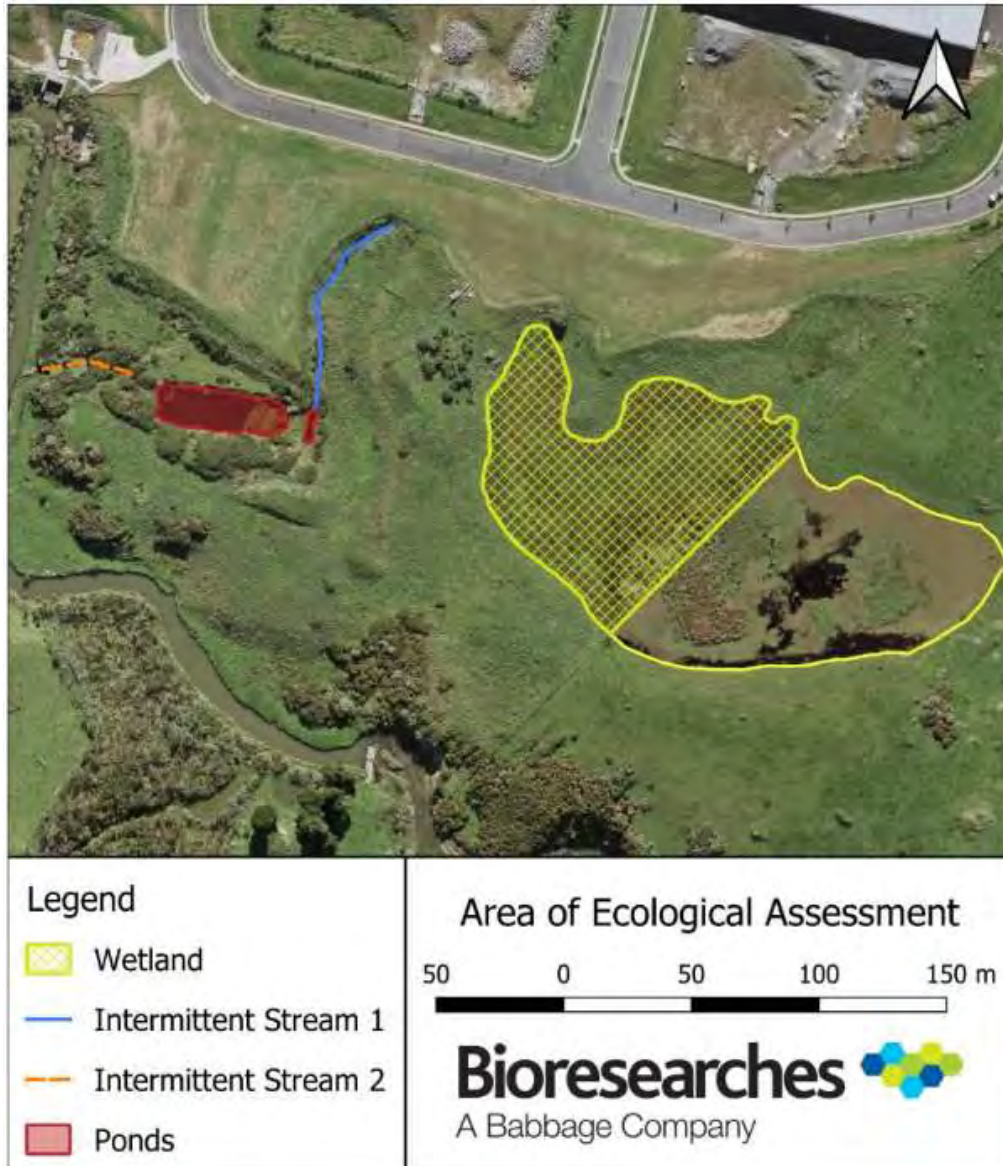 Legend
Wetland
Intermittent Stream 1
Intermittent Stream 2
Ponds
Area of Ecological Assessment
50 0 50 100 150 m
Bioresearches
A Babbage Company